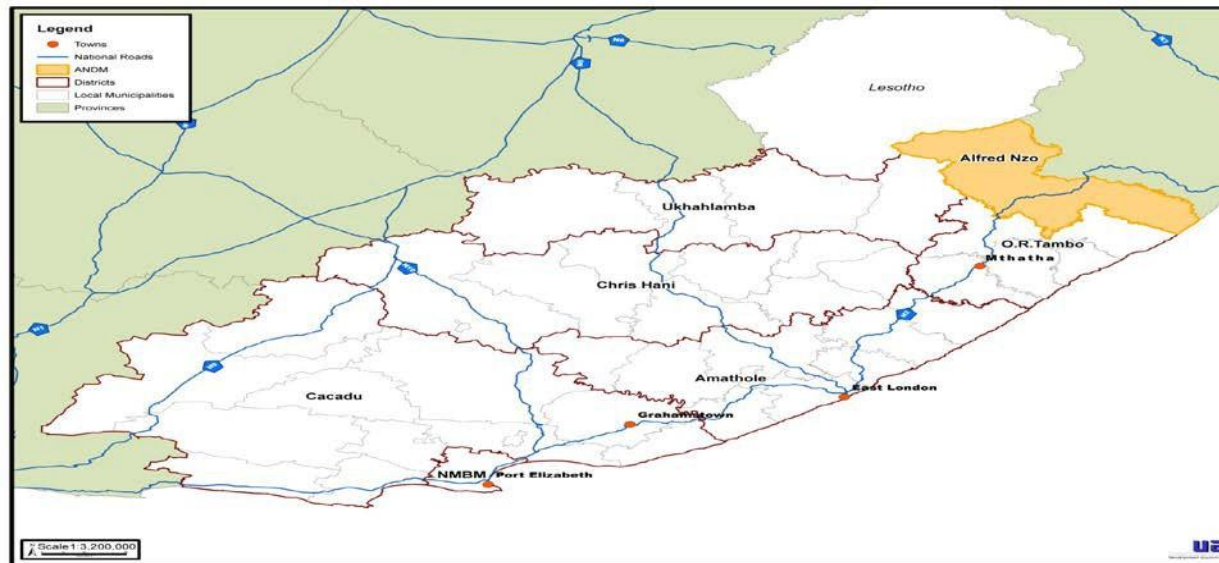 Legend
Towns
National Roads
ANDM
Districts
Local Municipalities
Provinces
Lesotho
Alfred Nzo
Ukhahlamba
O.R.Tambo
Mthatha
Chris Hani
Amathole
East London
Cacadu
Grahamstown
NMBM
Port Elizabeth
Scale 1:3,200,000